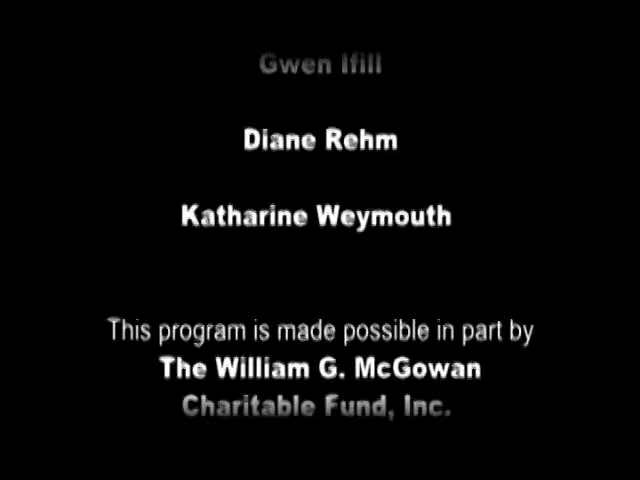 Gwen Ifill
Diane Rehm
Katharine Weymouth
This program is made possible in part by
The William G. McGowan
Charitable Fund, Inc.